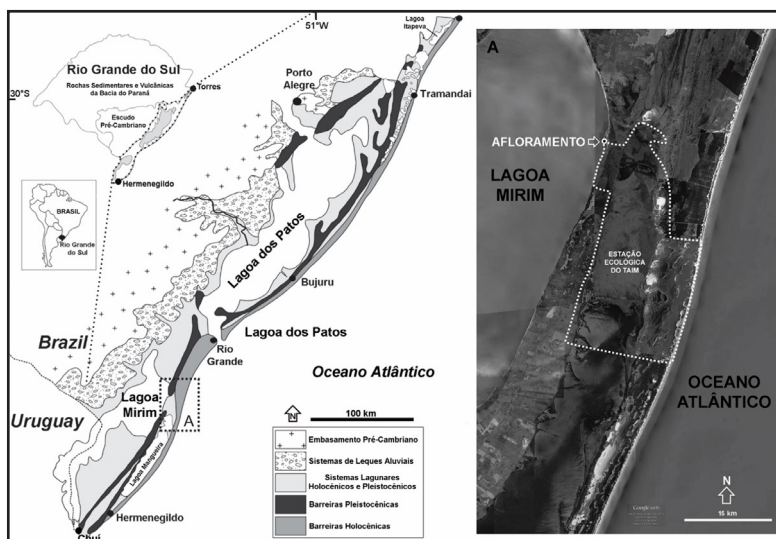 51°W
30°S
Lagoa
Itapeva
Rio Grande do Sul
Rochas Sedimentares e Vulcânicas
da Bacia do Paraná
Escudo
Pré-Cambriano
Torres
Hermenegildo
Porto
Alegre
Tramandai
BRASIL
Rio Grande
do Sul
Lagoa dos Patos
Bujuru
Lagoa dos Patos
Brazil
Rio
Grande
Oceano Atlântico
Uruguay
Lagoa
Mirim
A
Lagoa Mangueira
Hermenegildo
Chuí
N
100 km
Embasamento Pré-Cambriano
Sistemas de Leques Aluviais
Sistemas Lagunares
Holocênicos e Pleistocênicos
Barreiras Pleistocênicas
Barreiras Holocênicas
A
AFLORAMENTO
LAGOA
MIRIM
ESTAÇÃO
ECOLÓGICA
DO TAIM
OCEANO
ATLÂNTICO
N
15 km
Google earth